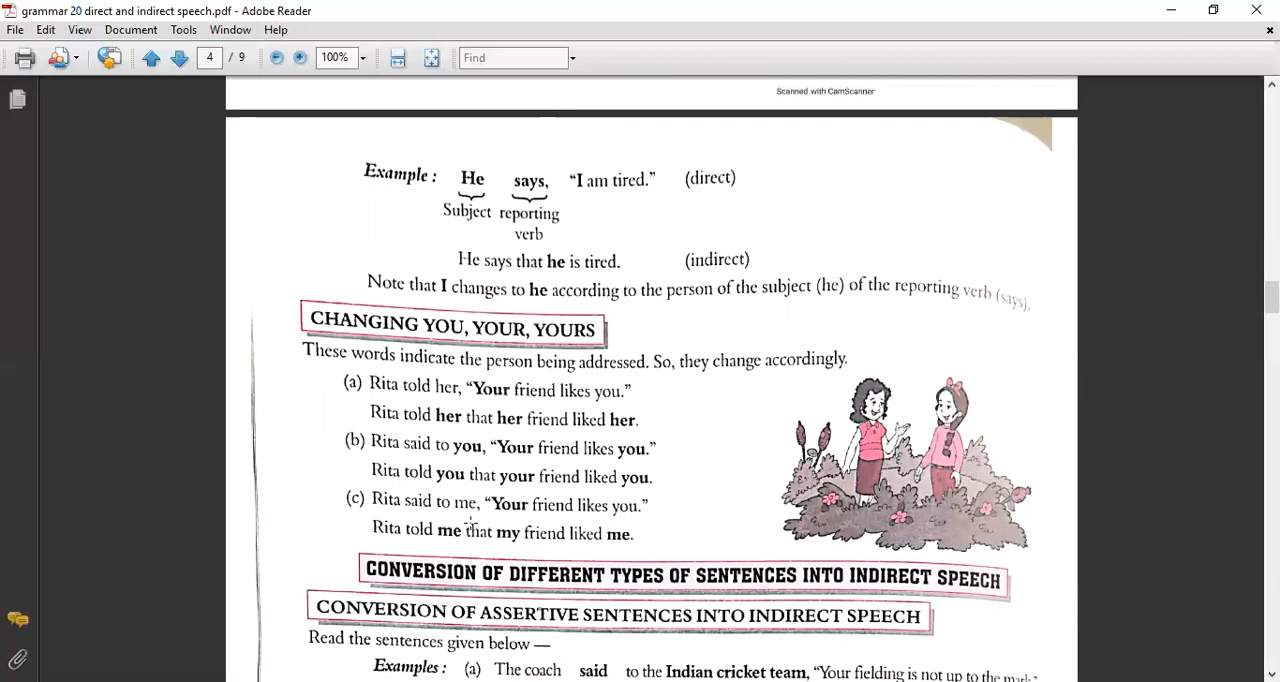 grammar 20 direct and indirect speech.pdf - Adobe Reader
File Edit View Document Tools Window Help
4 / 9 100% Find
Scanned with CamScanner
Example : He says, “I am tired.” (direct)
Subject reporting
verb
He says that he is tired. (indirect)
Note that I changes to he according to the person of the subject (he) of the reporting verb (says).
CHANGING YOU, YOUR, YOURS
These words indicate the person being addressed. So, they change accordingly.
(a) Rita told her, “Your friend likes you.”
Rita told her that her friend liked her.
(b) Rita said to you, “Your friend likes you.”
Rita told you that your friend liked you.
(c) Rita said to me, “Your friend likes you.”
Rita told me that my friend liked me.
CONVERSION OF DIFFERENT TYPES OF SENTENCES INTO INDIRECT SPEECH
CONVERSION OF ASSERTIVE SENTENCES INTO INDIRECT SPEECH
Read the sentences given below —
Examples : (a) The coach said to the Indian cricket team, “Your fielding is not up to the mark.”